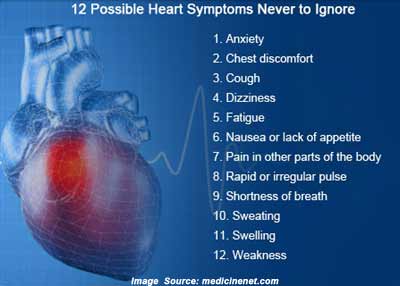 12 Possible Heart Symptoms Never to Ignore
1. Anxiety
2. Chest discomfort
3. Cough
4. Dizziness
5. Fatigue
6. Nausea or lack of appetite
7. Pain in other parts of the body
8. Rapid or irregular pulse
9. Shortness of breath
10. Sweating
11. Swelling
12. Weakness
Image Source: medicinenet.com